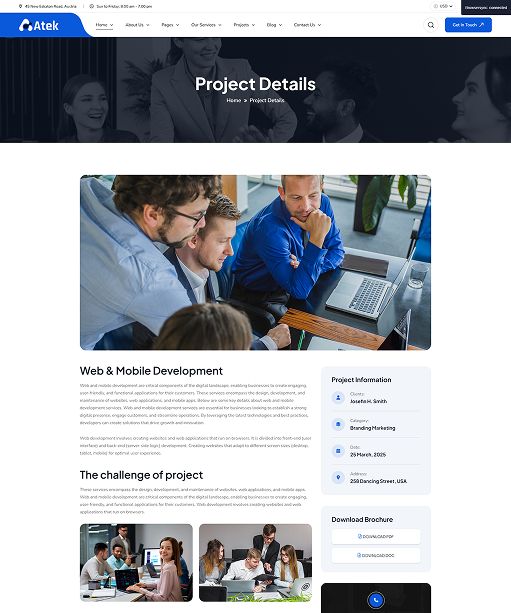 45 New Eskaton Road, Austria
Sun to Friday: 8.00 am - 7.00 pm
USD
Browsersync: connected
Atek
Home
About Us
Pages
Our Services
Projects
Blog
Contact Us
Get In Touch
Project Details
Home » Project Details
Web & Mobile Development
Web and mobile development are critical components of the digital landscape, enabling businesses to create engaging,
user-friendly, and functional applications for their customers. These services encompass the design, development, and
maintenance of websites, web applications, and mobile apps. Below are some key details about web and mobile
development services. Web and mobile development services are essential for businesses looking to establish a strong
digital presence, engage customers, and streamline operations. By leveraging the latest technologies and best practices,
developers can create solutions that drive growth and innovation.
Web development involves creating websites and web applications that run on browsers. It is divided into front-end (user
interface) and back-end (server-side logic) development. Creating websites that adapt to different screen sizes (desktop,
tablet, mobile) for optimal user experience.
The challenge of project
These services encompass the design, development, and maintenance of websites, web applications, and mobile apps.
Web and mobile development are critical components of the digital landscape, enabling businesses to create engaging,
user-friendly, and functional applications for their customers. Web development involves creating websites and web
applications that run on browsers.
Project Information
Clients:
Josefin H. Smith
Category:
Branding Marketing
Date:
25 March, 2025
Address:
258 Dancing Street, USA
Download Brochure
DOWNLOAD PDF
DOWNLOAD DOC